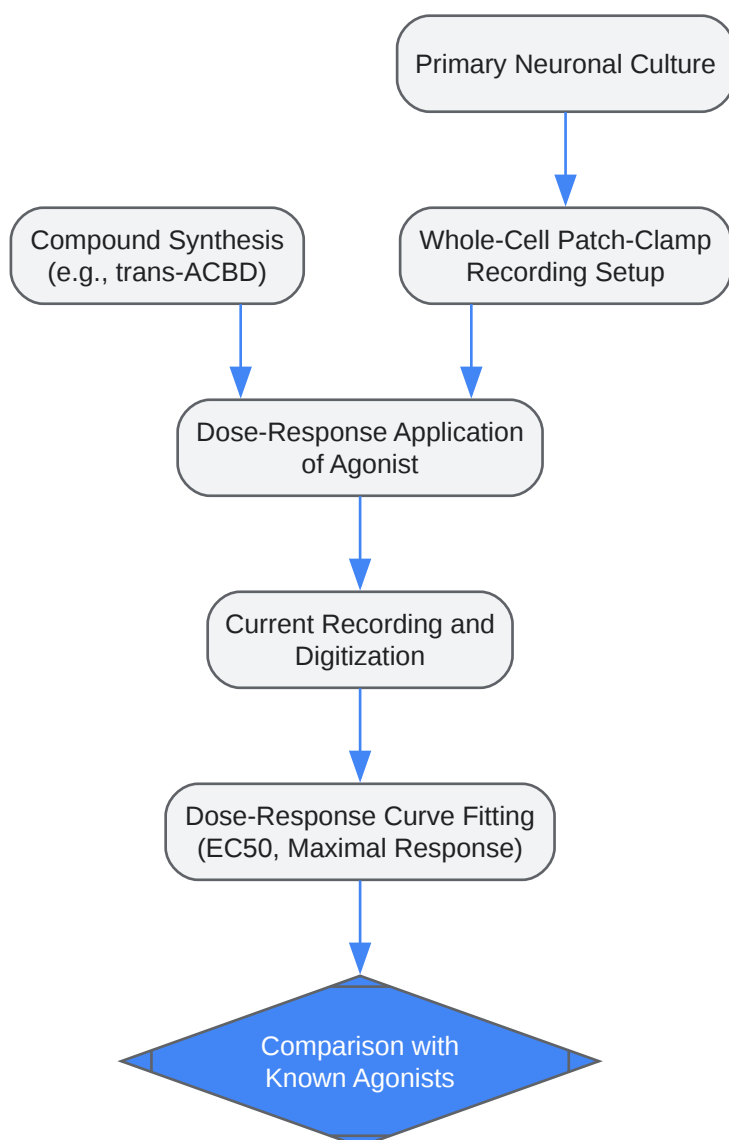 Primary Neuronal Culture
Compound Synthesis
(e.g., trans-ACBD)
Whole-Cell Patch-Clamp
Recording Setup
Dose-Response Application
of Agonist
Current Recording and
Digitization
Dose-Response Curve Fitting
(EC50, Maximal Response)
Comparison with
Known Agonists